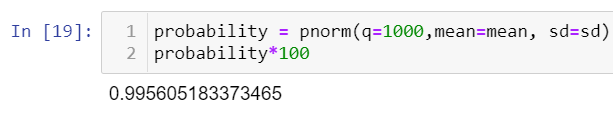 In [19]:
1 probability = pnorm(q=1000,mean=mean, sd=sd)
2 probability*100
0.995605183373465